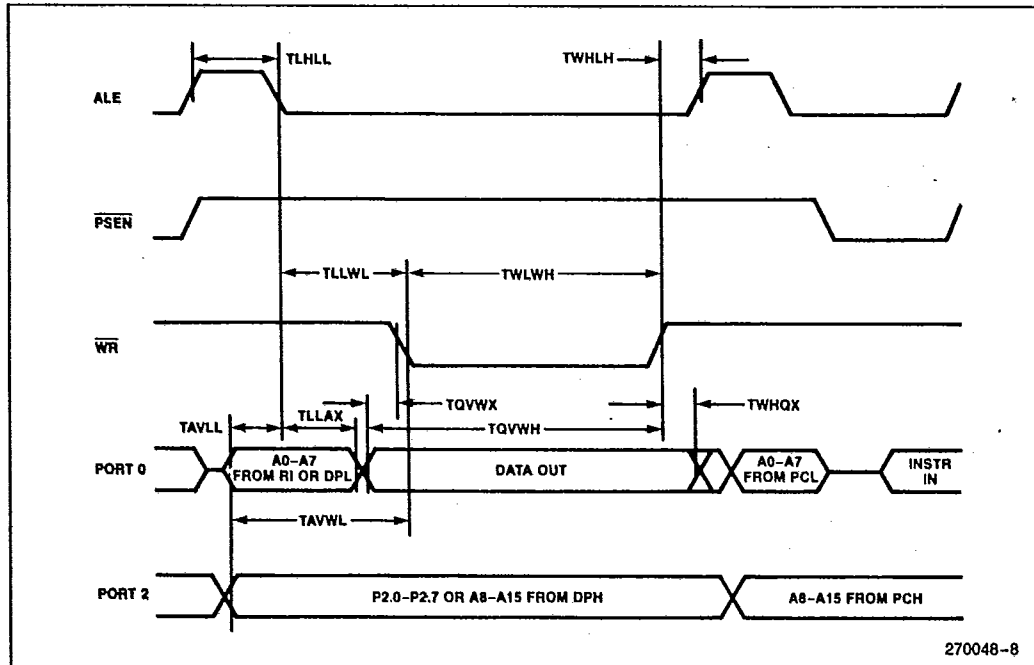 TLHLL
TWHLH
ALE
PSEN
TLLWL
TWLWH
WR
TQVWX
TWHQX
TAVLL
TLLAX
TQVWH
PORT 0
A0-A7
FROM RI OR DPL
DATA OUT
A0-A7
FROM PCL
INSTR
IN
TAVWL
PORT 2
P2.0-P2.7 OR A8-A15 FROM DPH
A8-A15 FROM PCH
270048-8